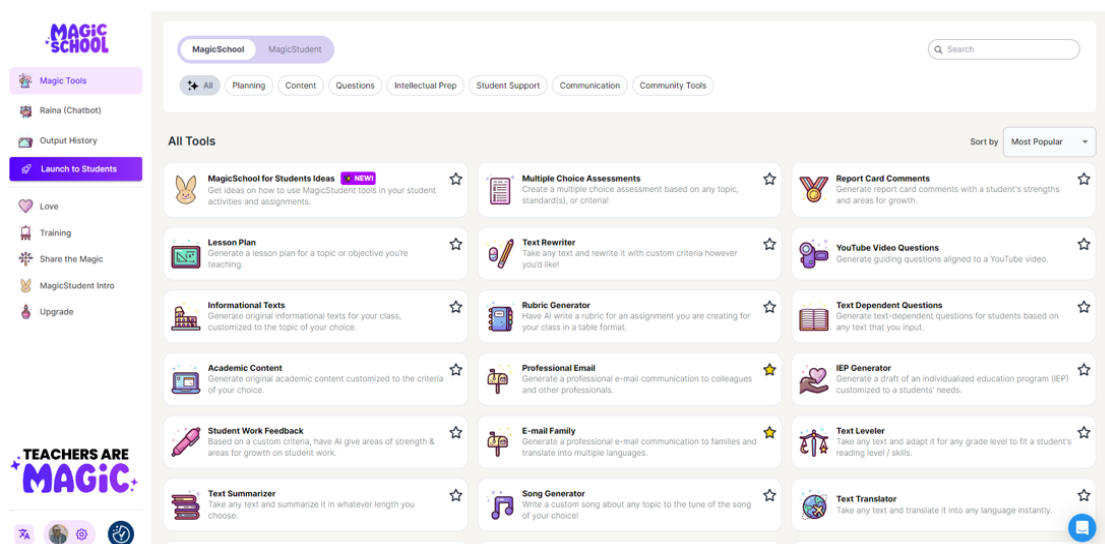 MAGiC
SCHOOL
Magic Tools
Raina (Chatbot)
Output History
Launch to Students
Love
Training
Share the Magic
MagicStudent Intro
Upgrade
TEACHERS ARE
MAGiC
MagicSchool MagicStudent
Search
All Planning Content Questions Intellectual Prep Student Support Communication Community Tools
All Tools
Sort by Most Popular
MagicSchool for Students Ideas NEW!
Get ideas on how to use MagicStudent tools in your student
activities and assignments.
Multiple Choice Assessments
Create a multiple choice assessment based on any topic,
standard(s), or criteria!
Report Card Comments
Generate report card comments with a student's strengths
and areas for growth.
Lesson Plan
Generate a lesson plan for a topic or objective you're
teaching.
Text Rewriter
Take any text and rewrite it with custom criteria however
you'd like!
YouTube Video Questions
Generate guiding questions aligned to a YouTube video.
Informational Texts
Generate original informational texts for your class,
customized to the topic of your choice.
Rubric Generator
Have AI write a rubric for an assignment you are creating for
your class in a table format.
Text Dependent Questions
Generate text-dependent questions for students based on
any text that you input.
Academic Content
Generate original academic content customized to the criteria
of your choice.
Professional Email
Generate a professional e-mail communication to colleagues
and other professionals.
IEP Generator
Generate a draft of an individualized education program (IEP)
customized to a students' needs.
Student Work Feedback
Based on a custom criteria, have AI give areas of strength &
areas for growth on student work.
E-mail Family
Generate a professional e-mail communication to families and
translate into multiple languages.
Text Leveler
Take any text and adapt it for any grade level to fit a student's
reading level / skills.
Text Summarizer
Take any text and summarize it in whatever length you
choose.
Song Generator
Write a custom song about any topic to the tune of the song
of your choice!
Text Translator
Take any text and translate it into any language instantly.